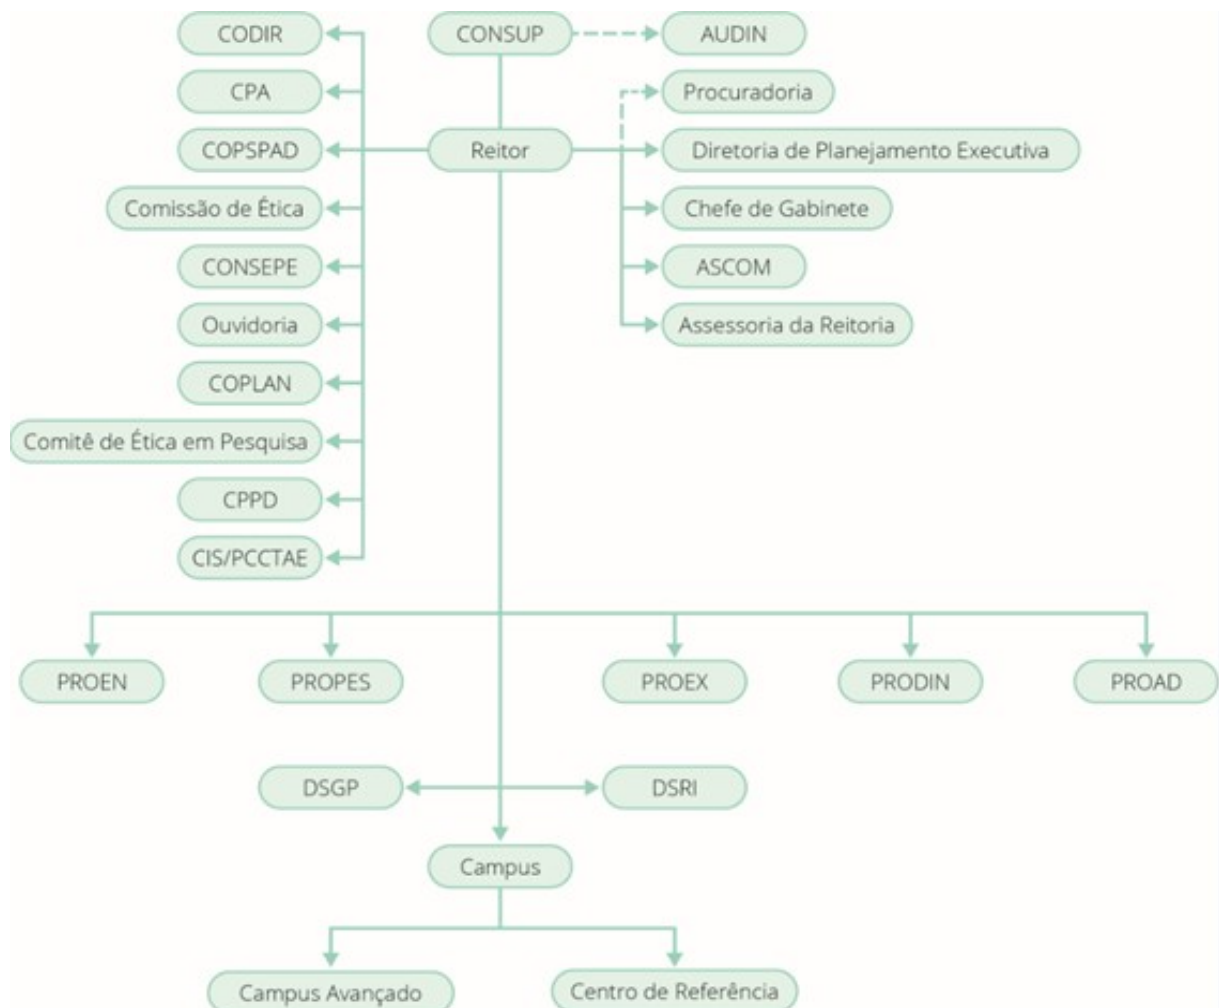 CODIR
CONSUP
AUDIN
CPA
Procuradoria
COPSPAD
Reitor
Diretoria de Planejamento Executiva
Comissão de Ética
Chefe de Gabinete
CONSEPE
ASCOM
Ouvidoria
Assessoria da Reitoria
COPLAN
Comitê de Ética em Pesquisa
CPPD
CIS/PCCTAE
PROEN
PROPES
PROEX
PRODIN
PROAD
DSGP
DSRI
Campus
Campus Avançado
Centro de Referência